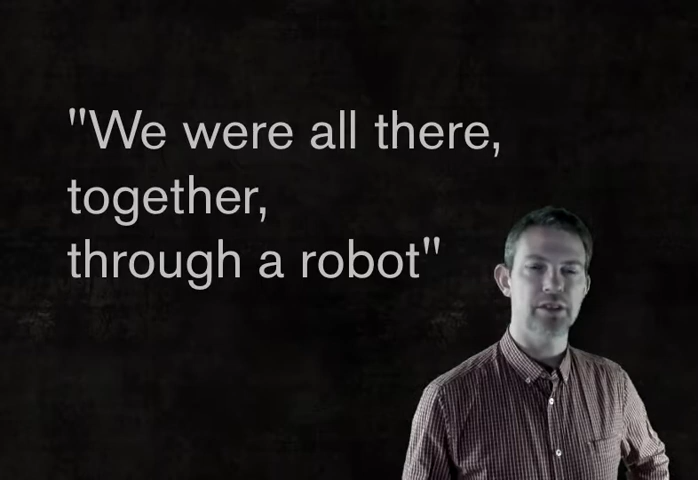 "We were all there,
together,
through a robot"